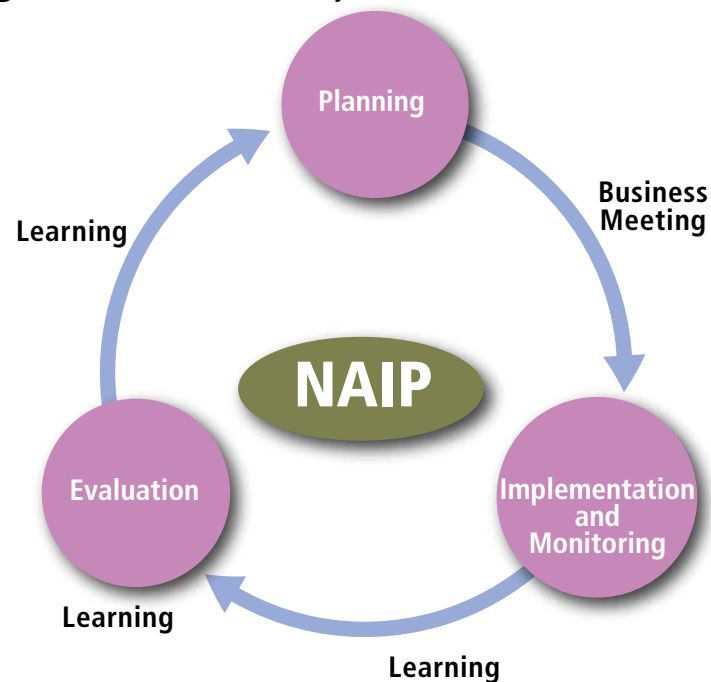 Planning
Business
Meeting
Learning
NAIP
Evaluation
Implementation
and
Monitoring
Learning
Learning